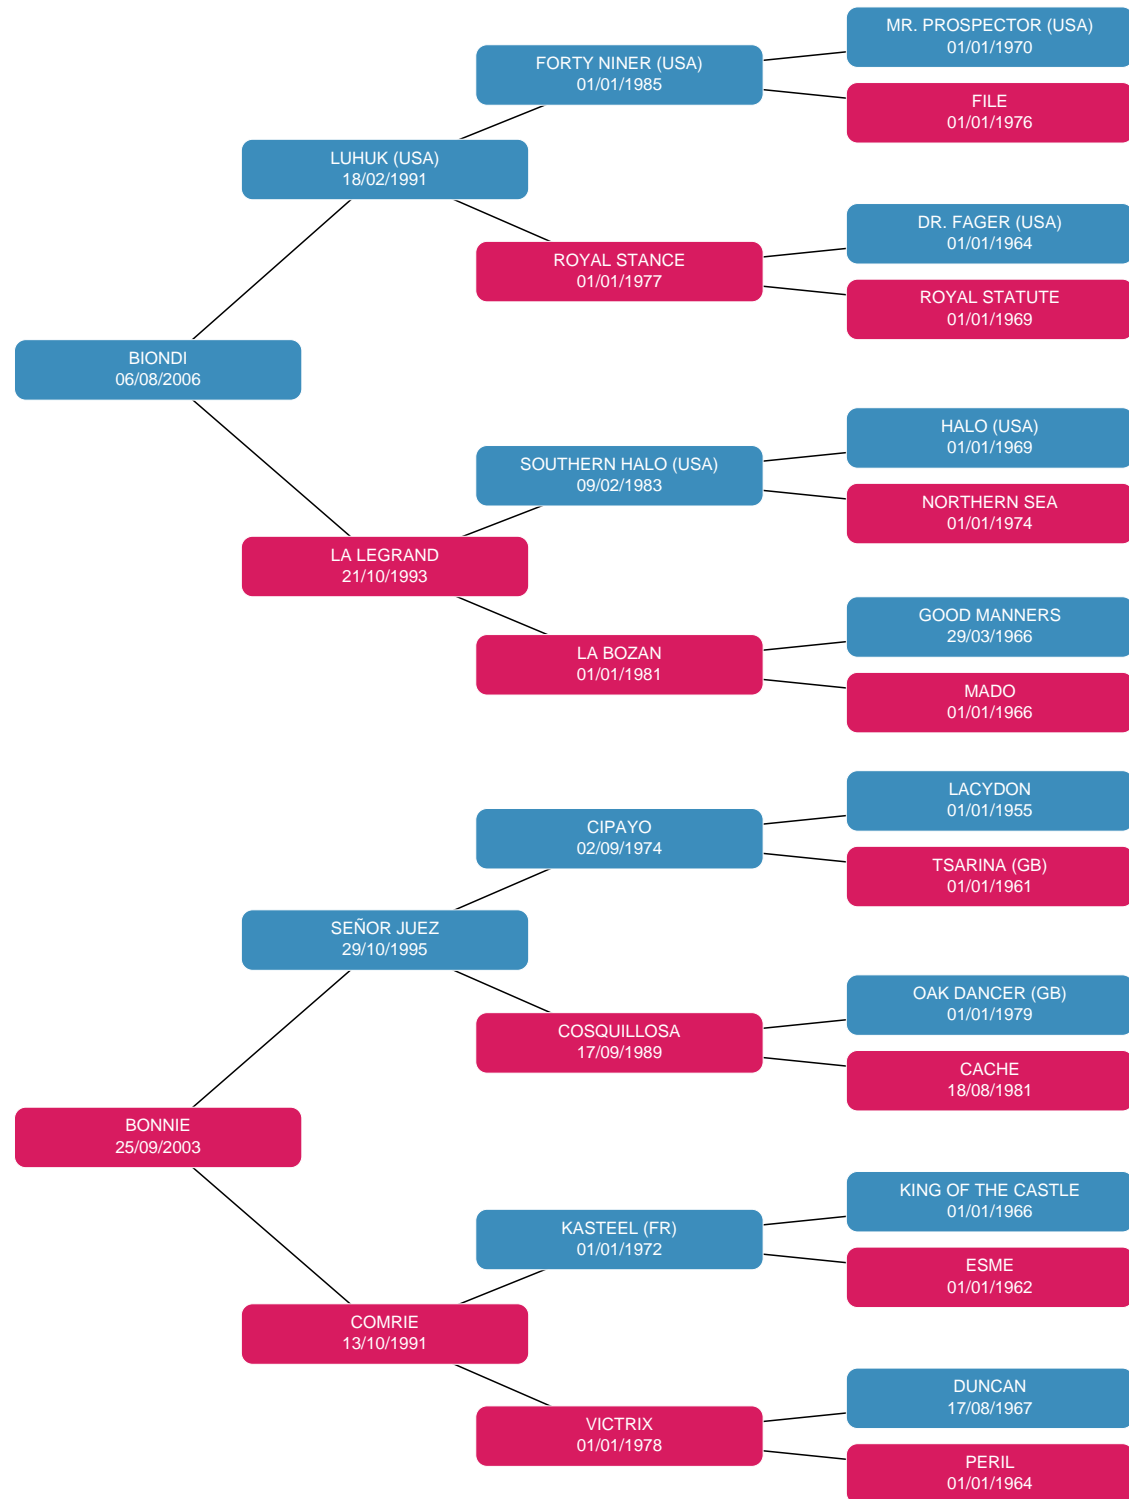 MR. PROSPECTOR (USA)
01/01/1970
FORTY NINER (USA)
01/01/1985
FILE
01/01/1976
LUHUK (USA)
18/02/1991
DR. FAGER (USA)
01/01/1964
ROYAL STANCE
01/01/1977
ROYAL STATUTE
01/01/1969
BIONDI
06/08/2006
HALO (USA)
01/01/1969
SOUTHERN HALO (USA)
09/02/1983
NORTHERN SEA
01/01/1974
LA LEGRAND
21/10/1993
GOOD MANNERS
29/03/1966
LA BOZAN
01/01/1981
MADO
01/01/1966
LACYDON
01/01/1955
CIPAYO
02/09/1974
TSARINA (GB)
01/01/1961
SEÑOR JUEZ
29/10/1995
OAK DANCER (GB)
01/01/1979
COSQUILLOSA
17/09/1989
CACHE
18/08/1981
BONNIE
25/09/2003
KING OF THE CASTLE
01/01/1966
KASTEEL (FR)
01/01/1972
ESME
01/01/1962
COMRIE
13/10/1991
DUNCAN
17/08/1967
VICTRIX
01/01/1978
PERIL
01/01/1964